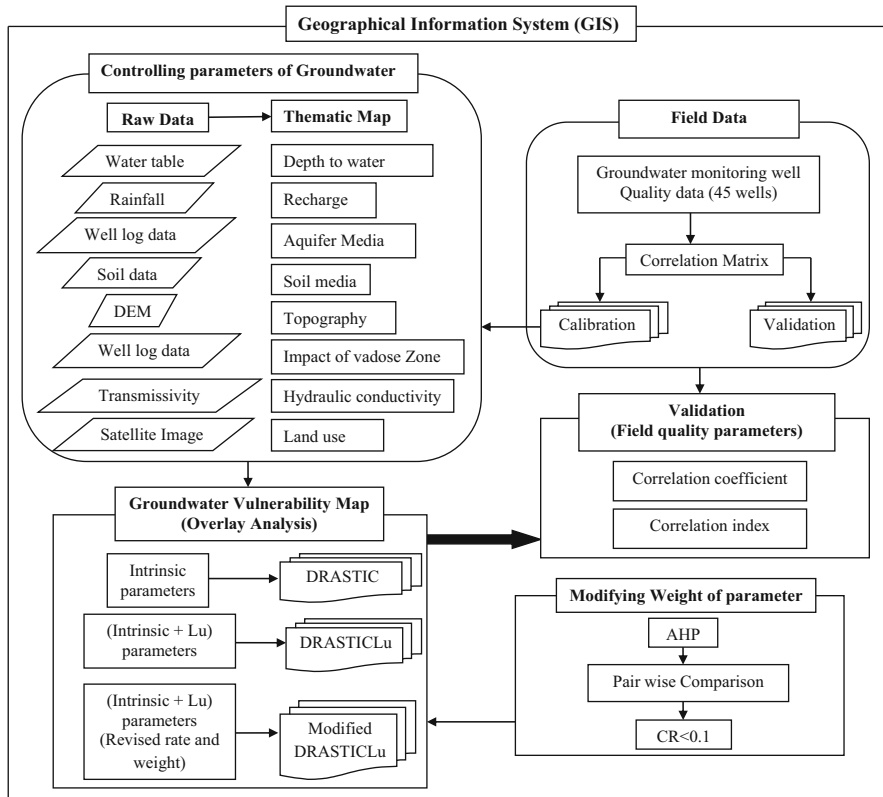 Geographical Information System (GIS)
Controlling parameters of Groundwater
Raw Data
Thematic Map
Water table
Depth to water
Rainfall
Recharge
Well log data
Aquifer Media
Soil data
Soil media
DEM
Topography
Well log data
Impact of vadose Zone
Transmissivity
Hydraulic conductivity
Satellite Image
Land use
Field Data
Groundwater monitoring well
Quality data (45 wells)
Correlation Matrix
Calibration
Validation
Validation
(Field quality parameters)
Correlation coefficient
Correlation index
Groundwater Vulnerability Map
(Overlay Analysis)
Intrinsic
parameters
DRASTIC
(Intrinsic + Lu)
parameters
DRASTICLu
(Intrinsic + Lu)
parameters
(Revised rate and
weight)
Modified
DRASTICLu
Modifying Weight of parameter
AHP
Pair wise Comparison
CR<0.1